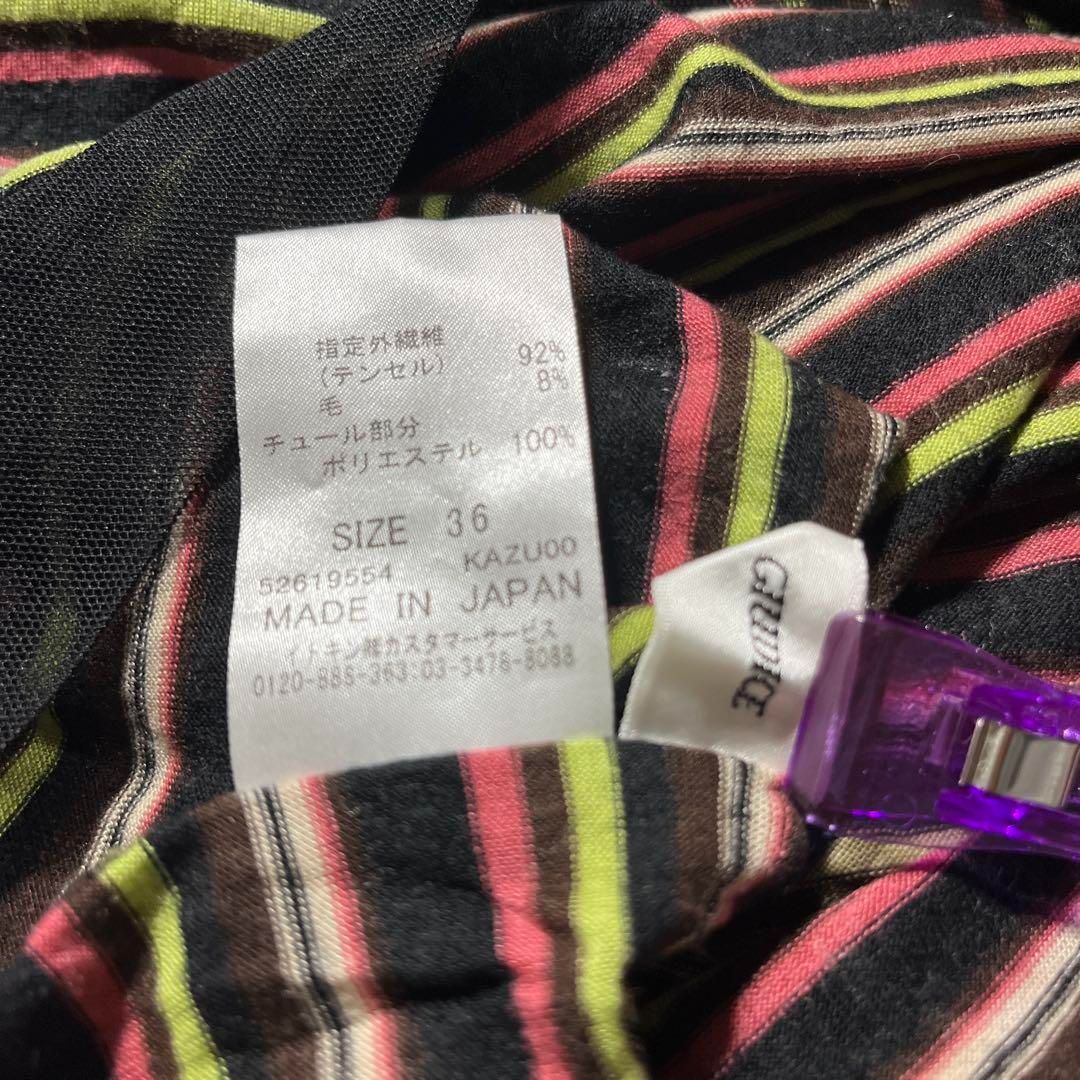 指定外繊維
(テンセル) 92%
毛 8%
チュール部分
ポリエステル 100%
SIZE 36
52619554 KAZU00
MADE IN JAPAN
イトキン㈱カスタマーサービス
0120-888-363:03-3478-8088
GIUDICE